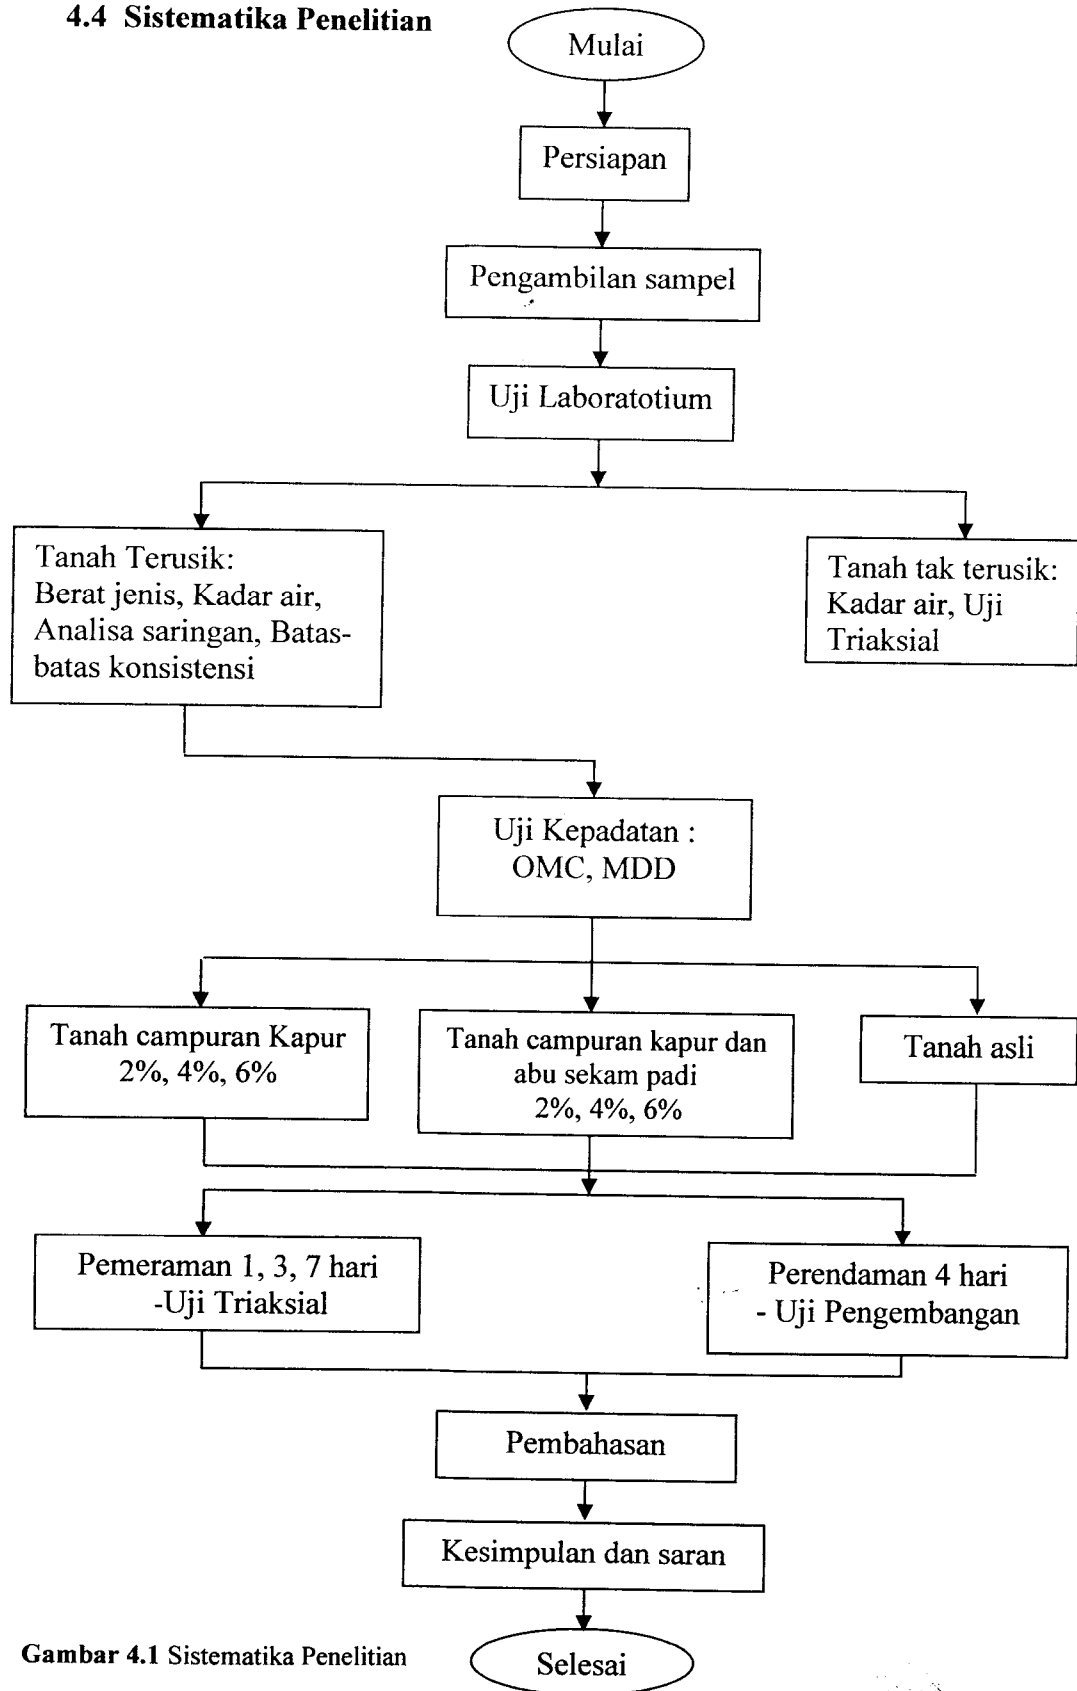 4.4 Sistematika Penelitian
Mulai
Persiapan
Pengambilan sampel
Uji Laboratotium
Tanah Terusik:
Berat jenis, Kadar air,
Analisa saringan, Batas-
batas konsistensi
Tanah tak terusik:
Kadar air, Uji
Triaksial
Uji Kepadatan :
OMC, MDD
Tanah campuran Kapur
2%, 4%, 6%
Tanah campuran kapur dan
abu sekam padi
2%, 4%, 6%
Tanah asli
Pemeraman 1, 3, 7 hari
-Uji Triaksial
Perendaman 4 hari
- Uji Pengembangan
Pembahasan
Kesimpulan dan saran
Selesai
Gambar 4.1 Sistematika Penelitian